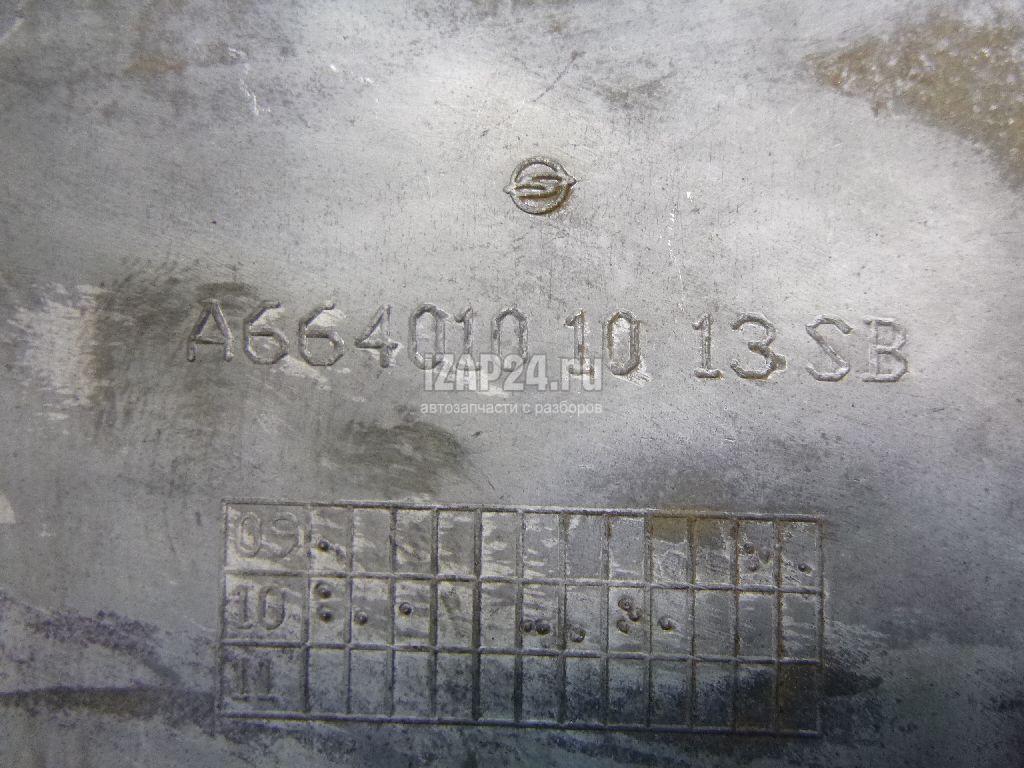 A664010 10 13 SB
IZAP24.ru
автозапчасти с разборов
09
10
11